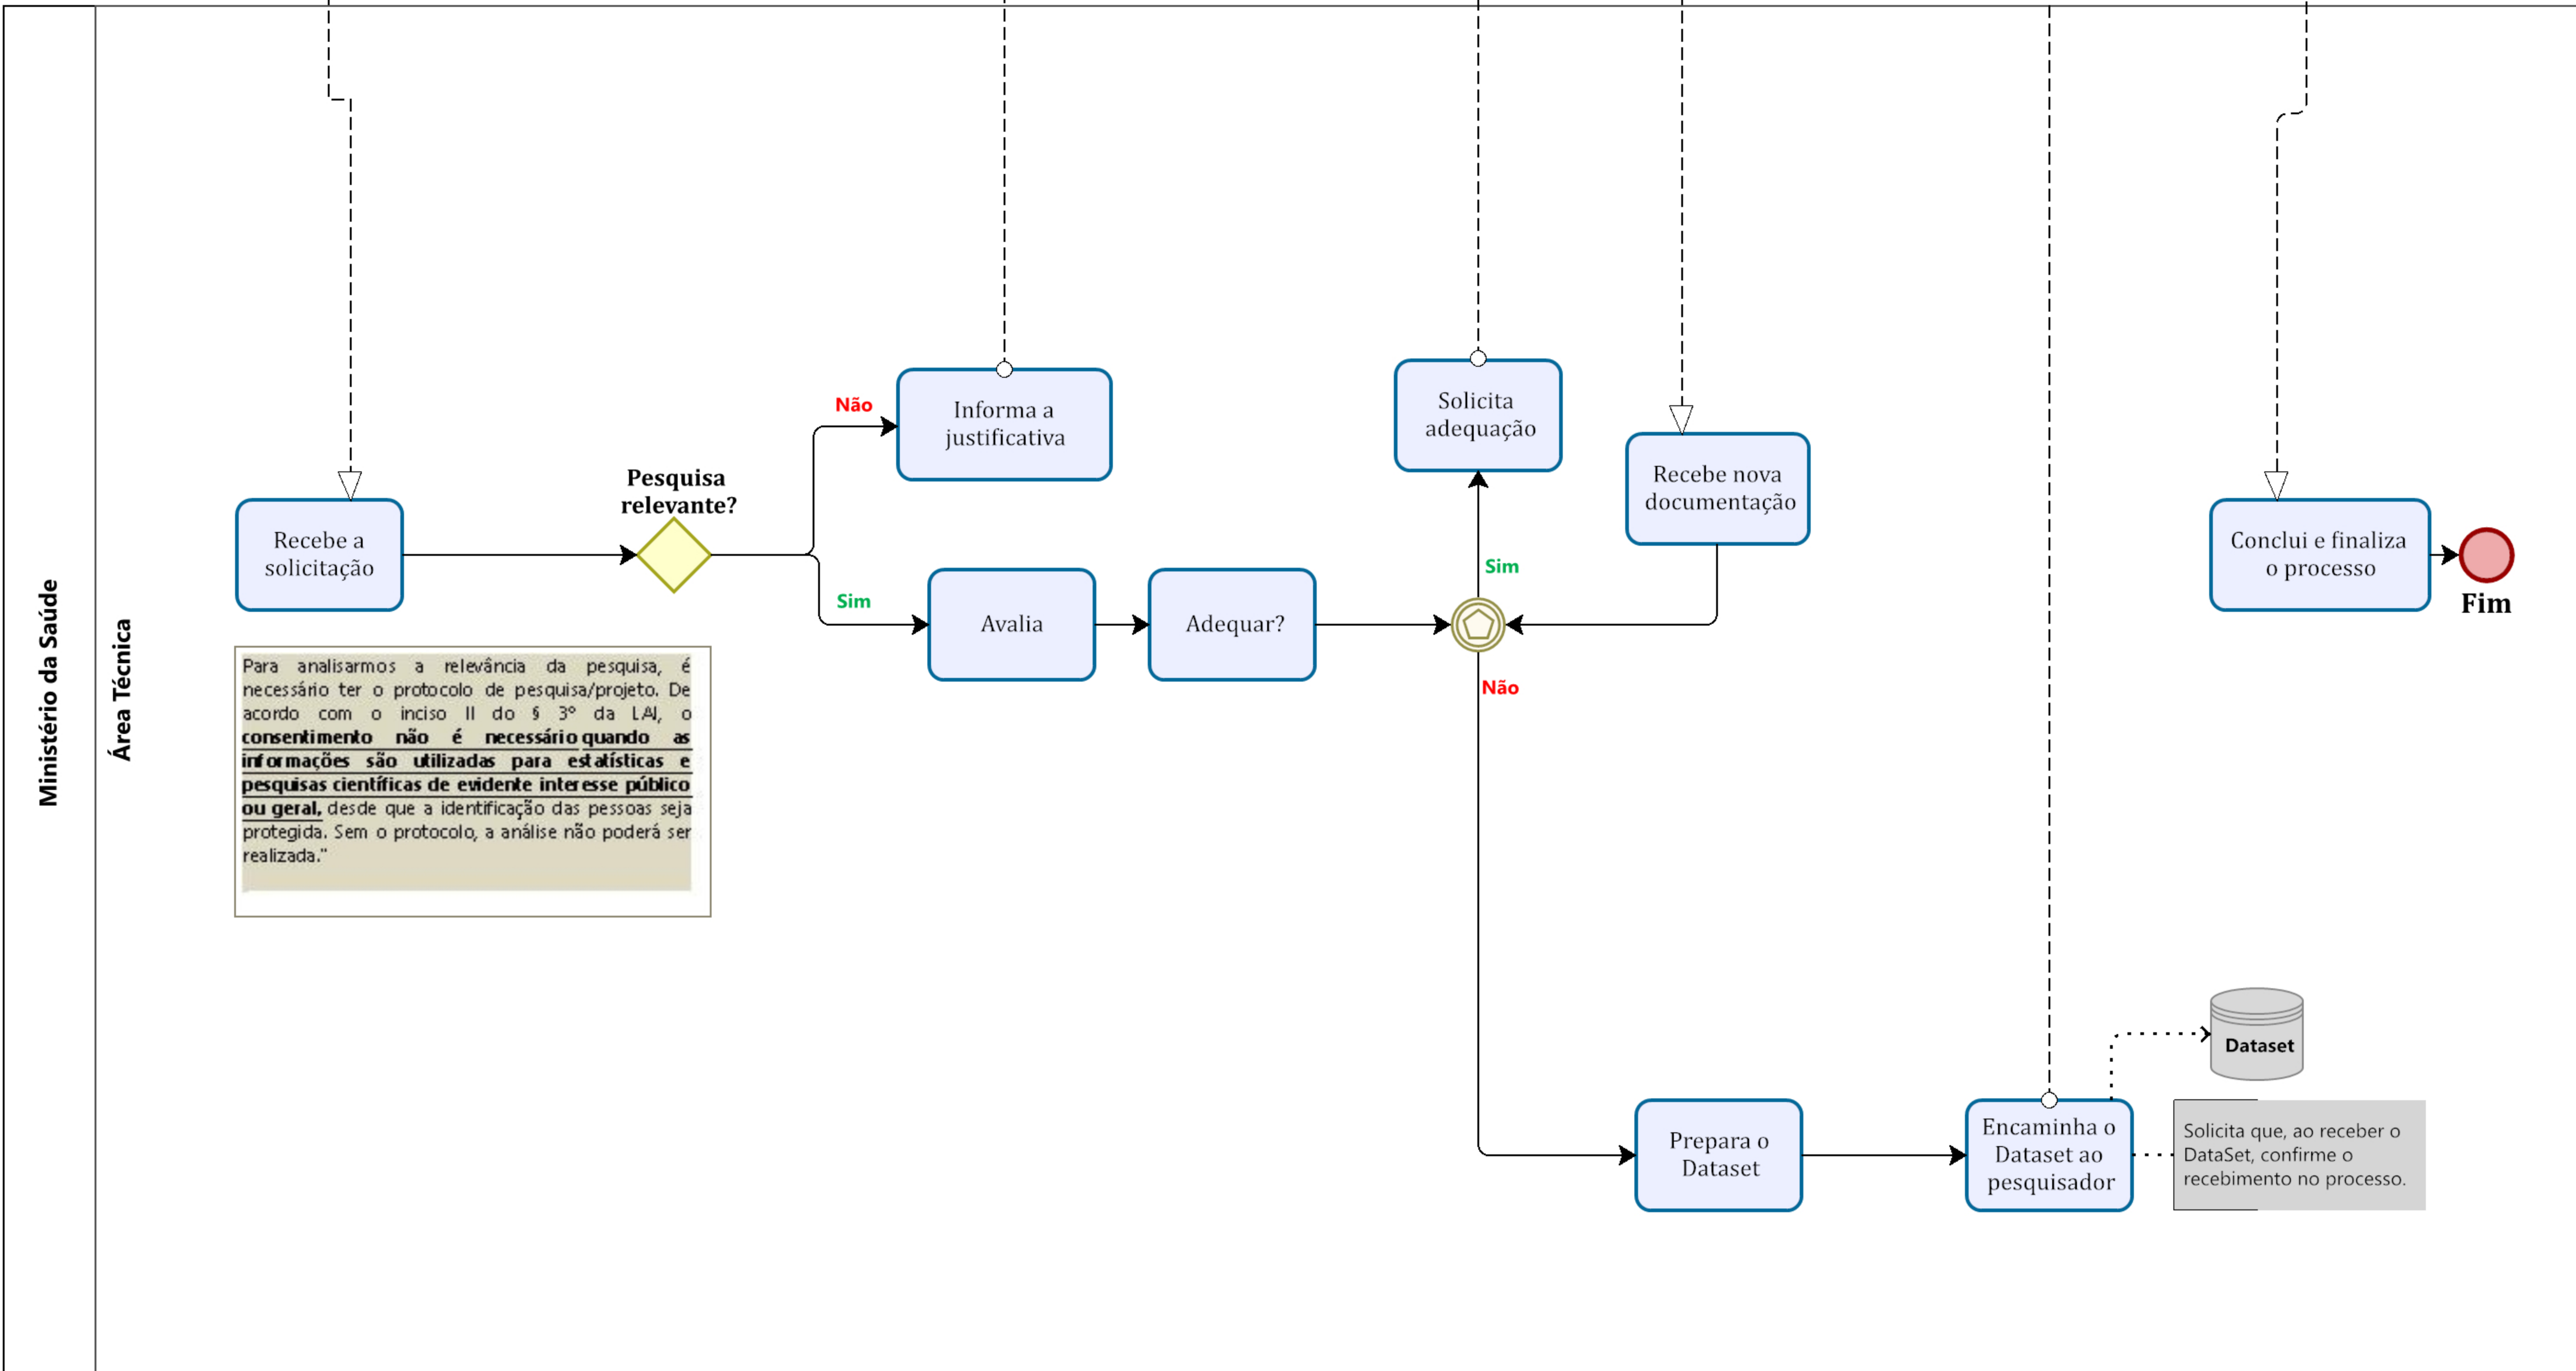 Ministério da Saúde
Área Técnica
Recebe a
solicitação
Pesquisa
relevante?
Não
Informa a
justificativa
Sim
Avalia
Adequar?
Solicita
adequação
Sim
Não
Recebe nova
documentação
Conclui e finaliza
o processo
Fim
Para analisarmos a relevância da pesquisa, é
necessário ter o protocolo de pesquisa/projeto. De
acordo com o inciso II do § 3º da LAI, o
consentimento não é necessário quando as
informações são utilizadas para estatísticas e
pesquisas científicas de evidente interesse público
ou geral, desde que a identificação das pessoas seja
protegida. Sem o protocolo, a análise não poderá ser
realizada."
Prepara o
Dataset
Encaminha o
Dataset ao
pesquisador
Dataset
Solicita que, ao receber o
DataSet, confirme o
recebimento no processo.